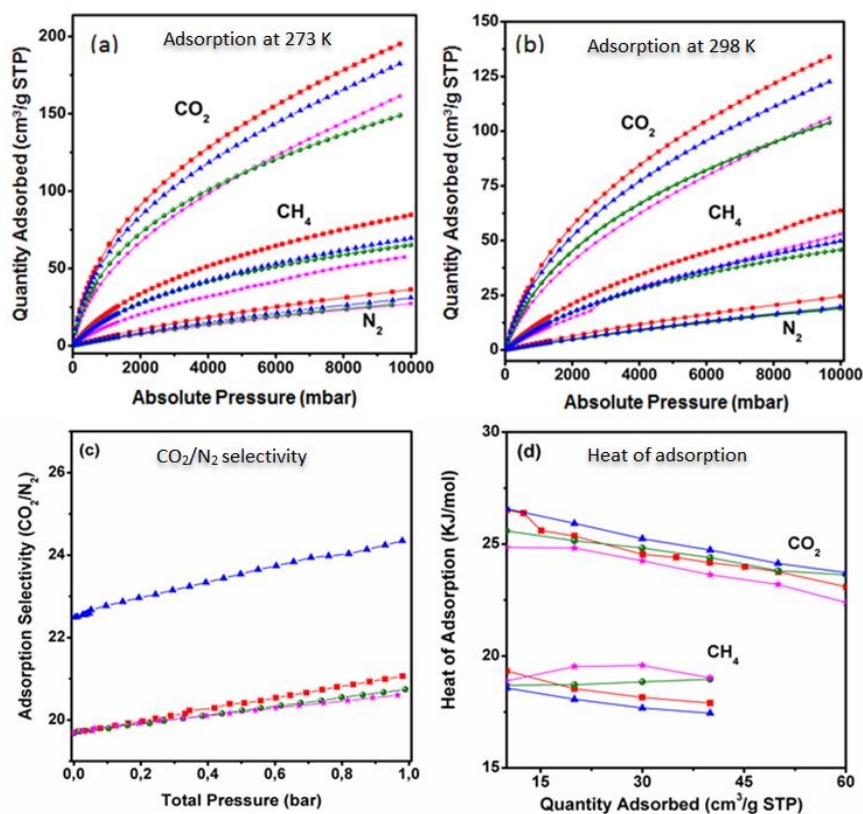 (a) Adsorption at 273 K
Quantity Adsorbed (cm³/g STP)
200
150
100
50
0
CO₂
CH₄
N₂
0 2000 4000 6000 8000 10000
Absolute Pressure (mbar)
(b) Adsorption at 298 K
Quantity Adsorbed (cm³/g STP)
150
125
100
75
50
25
0
CO₂
CH₄
N₂
0 2000 4000 6000 8000 10000
Absolute Pressure (mbar)
(c) CO₂/N₂ selectivity
Adsorption Selectivity (CO₂/N₂)
26
24
22
20
0,0 0,2 0,4 0,6 0,8 1,0
Total Pressure (bar)
(d) Heat of adsorption
Heat of Adsorption (KJ/mol)
30
25
20
15
CO₂
CH₄
15 30 45 60
Quantity Adsorbed (cm³/g STP)